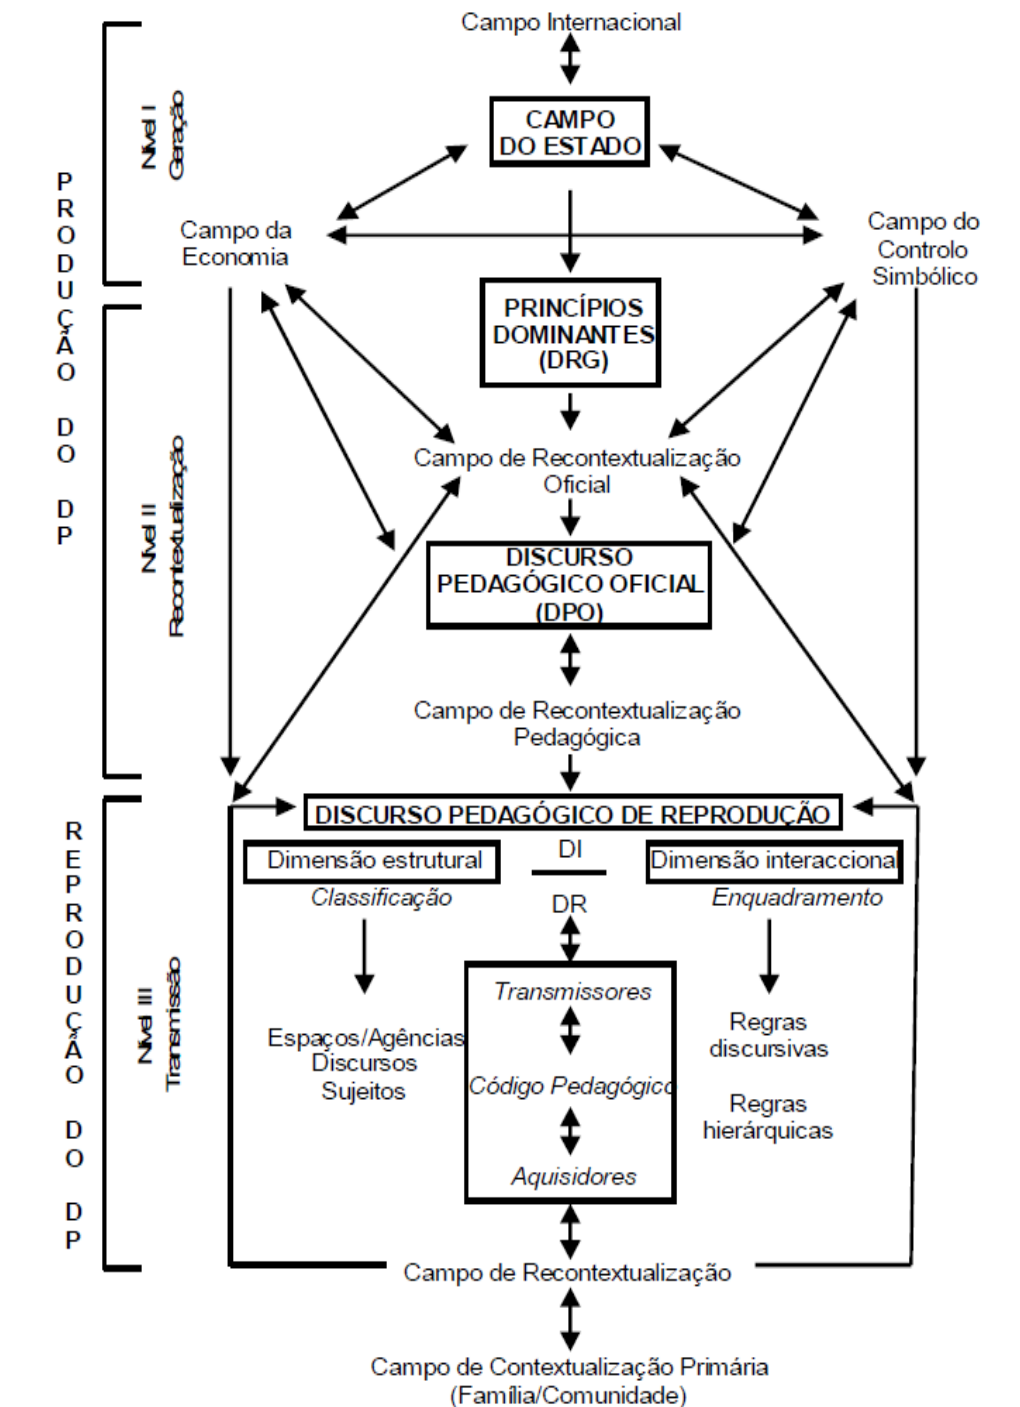 Campo Internacional
CAMPO
DO ESTADO
Campo da
Economia
Campo do
Controlo
Simbólico
PRINCÍPIOS
DOMINANTES
(DRG)
Campo de Recontextualização
Oficial
DISCURSO
PEDAGÓGICO OFICIAL
(DPO)
Campo de Recontextualização
Pedagógica
DISCURSO PEDAGÓGICO DE REPRODUÇÃO
Dimensão estrutural
Classificação
DI
DR
Dimensão interaccional
Enquadramento
Espaços/Agências
Discursos
Sujeitos
Transmissores
Código Pedagógico
Aquisidores
Regras
discursivas
Regras
hierárquicas
Campo de Recontextualização
Campo de Contextualização Primária
(Família/Comunidade)
PRODUÇÃO DO DP
Nível I
Geração
Nível II
Recontextualização
REPRODUÇÃO DO DP
Nível III
Transmissão